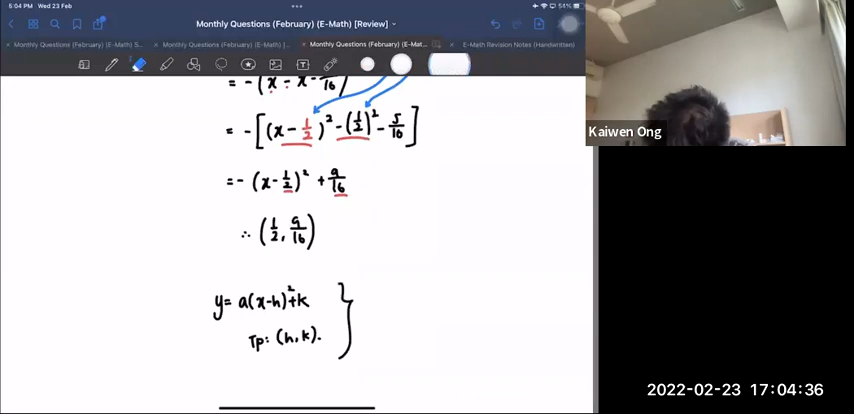 5:04 PM Wed 23 Feb
54%
Monthly Questions (February) (E-Math) [Review]
Monthly Questions (February) (E-Math) S...
Monthly Questions (February) (E-Math) [...
Monthly Questions (February) (E-Mat...
E-Math Revision Notes (Handwritten)
= - [(x - 1/2)² - (1/2)² - 5/16]
= - (x - 1/2)² + 9/16
∴ (1/2, 9/16)
y = a(x-h)² + k
Tp: (h, k).
Kaiwen Ong
2022-02-23 17:04:36